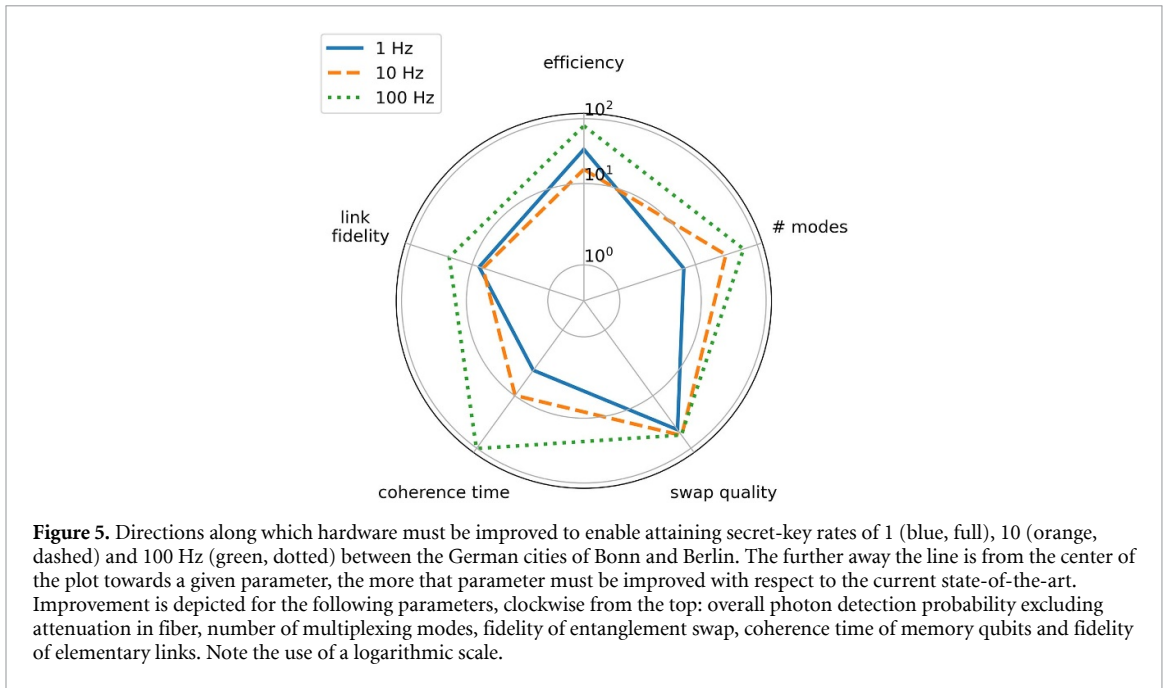 1 Hz
10 Hz
100 Hz
efficiency
10²
10¹
10⁰
# modes
link
fidelity
coherence time
swap quality
Figure 5. Directions along which hardware must be improved to enable attaining secret-key rates of 1 (blue, full), 10 (orange,
dashed) and 100 Hz (green, dotted) between the German cities of Bonn and Berlin. The further away the line is from the center of
the plot towards a given parameter, the more that parameter must be improved with respect to the current state-of-the-art.
Improvement is depicted for the following parameters, clockwise from the top: overall photon detection probability excluding
attenuation in fiber, number of multiplexing modes, fidelity of entanglement swap, coherence time of memory qubits and fidelity
of elementary links. Note the use of a logarithmic scale.